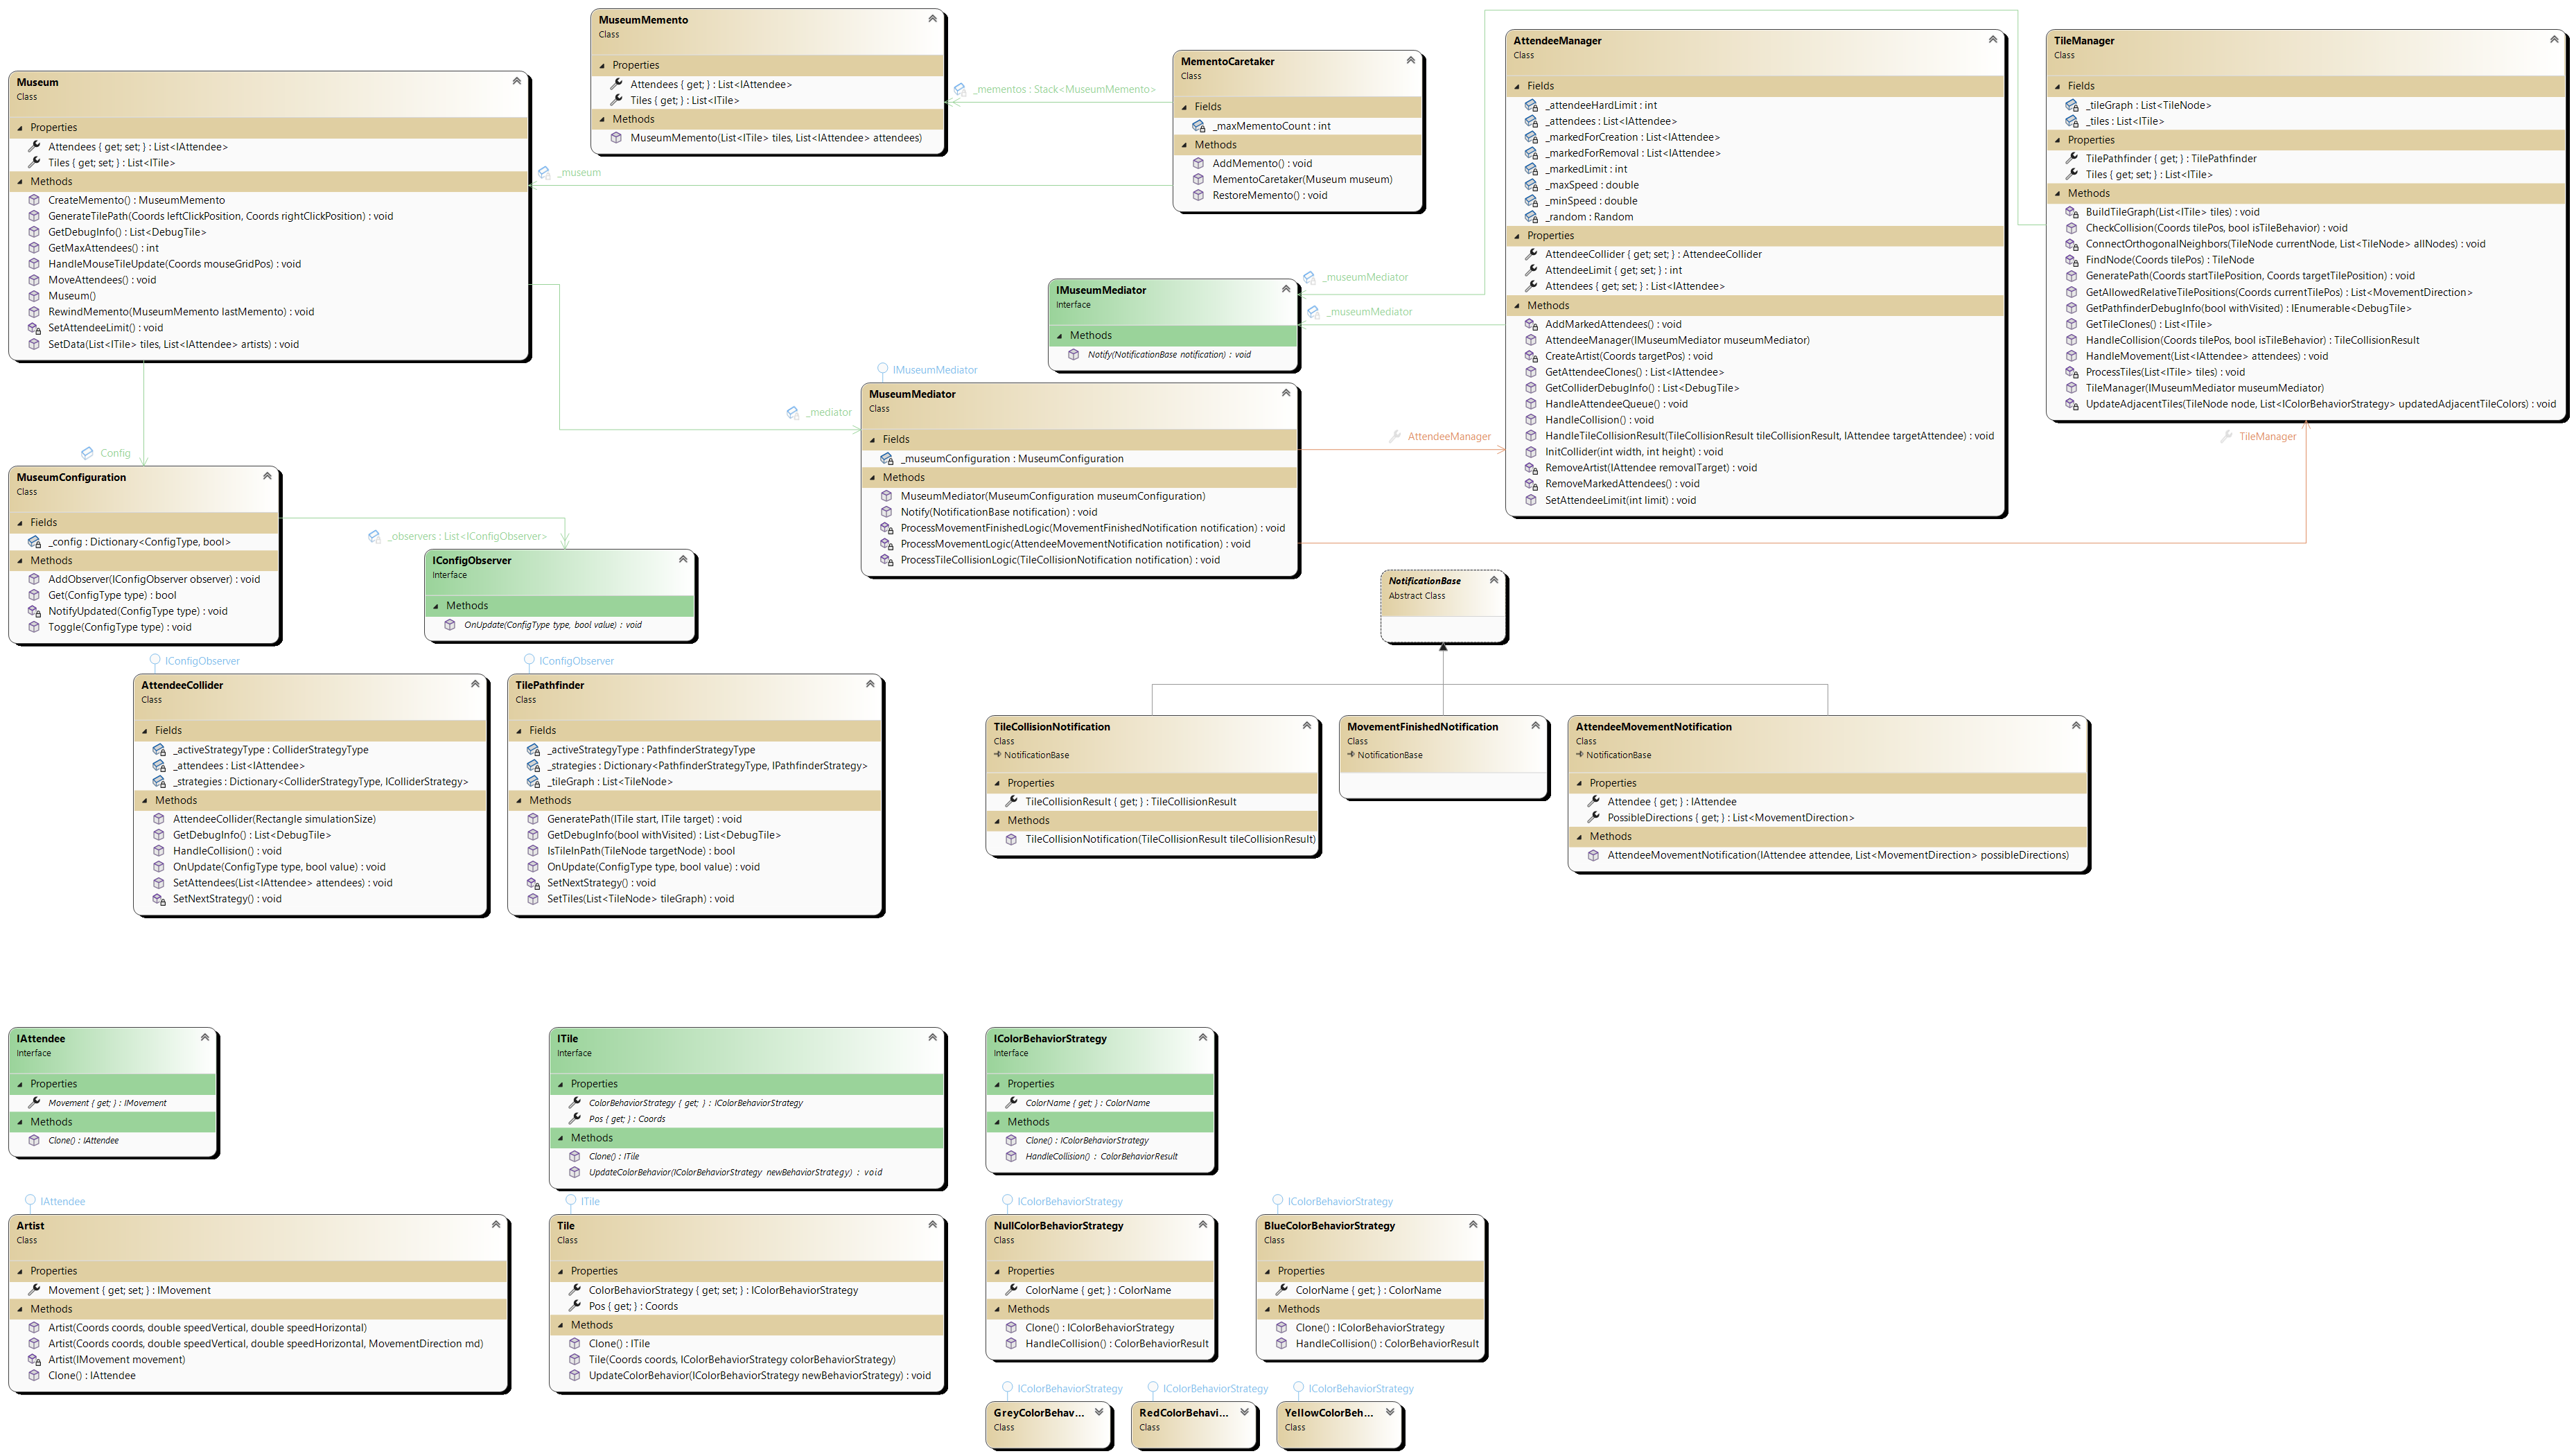 MuseumMemento
Class
Properties
Attendees { get; } : List<IAttendee>
Tiles { get; } : List<ITile>
Methods
MuseumMemento(List<ITile> tiles, List<IAttendee> attendees)
MementoCaretaker
Class
Fields
_maxMementoCount : int
Methods
AddMemento() : void
MementoCaretaker(Museum museum)
RestoreMemento() : void
_mementos : Stack<MuseumMemento>
_museum
Museum
Class
Properties
Attendees { get; set; } : List<IAttendee>
Tiles { get; set; } : List<ITile>
Methods
CreateMemento() : MuseumMemento
GenerateTilePath(Coords leftClickPosition, Coords rightClickPosition) : void
GetDebugInfo() : List<DebugTile>
GetMaxAttendees() : int
HandleMouseTileUpdate(Coords mouseGridPos) : void
MoveAttendees() : void
Museum()
RewindMemento(MuseumMemento lastMemento) : void
SetAttendeeLimit() : void
SetData(List<ITile> tiles, List<IAttendee> artists) : void
AttendeeManager
Class
Fields
_attendeeHardLimit : int
_attendees : List<IAttendee>
_markedForCreation : List<IAttendee>
_markedForRemoval : List<IAttendee>
_markedLimit : int
_maxSpeed : double
_minSpeed : double
_random : Random
Properties
AttendeeCollider { get; set; } : AttendeeCollider
AttendeeLimit { get; set; } : int
Attendees { get; set; } : List<IAttendee>
Methods
AddMarkedAttendees() : void
AttendeeManager(IMuseumMediator museumMediator)
CreateArtist(Coords targetPos) : void
GetAttendeeClones() : List<IAttendee>
GetColliderDebugInfo() : List<DebugTile>
HandleAttendeeQueue() : void
HandleCollision() : void
HandleTileCollisionResult(TileCollisionResult tileCollisionResult, IAttendee targetAttendee) : void
InitCollider(int width, int height) : void
RemoveArtist(IAttendee removalTarget) : void
RemoveMarkedAttendees() : void
SetAttendeeLimit(int limit) : void
TileManager
Class
Fields
_tileGraph : List<TileNode>
_tiles : List<ITile>
Properties
TilePathfinder { get; } : TilePathfinder
Tiles { get; set; } : List<ITile>
Methods
BuildTileGraph(List<ITile> tiles) : void
CheckCollision(Coords tilePos, bool isTileBehavior) : void
ConnectOrthogonalNeighbors(TileNode currentNode, List<TileNode> allNodes) : void
FindNode(Coords tilePos) : TileNode
GeneratePath(Coords startTilePosition, Coords targetTilePosition) : void
GetAllowedRelativeTilePositions(Coords currentTilePos) : List<MovementDirection>
GetPathfinderDebugInfo(bool withVisited) : IEnumerable<DebugTile>
GetTileClones() : List<ITile>
HandleCollision(Coords tilePos, bool isTileBehavior) : TileCollisionResult
HandleMovement(List<IAttendee> attendees) : void
ProcessTiles(List<ITile> tiles) : void
TileManager(IMuseumMediator museumMediator)
UpdateAdjacentTiles(TileNode node, List<IColorBehaviorStrategy> updatedAdjacentTileColors) : void
_museumMediator
_museumMediator
IMuseumMediator
Interface
Methods
Notify(NotificationBase notification) : void
IMuseumMediator
MuseumMediator
Class
Fields
_museumConfiguration : MuseumConfiguration
Methods
MuseumMediator(MuseumConfiguration museumConfiguration)
Notify(NotificationBase notification) : void
ProcessMovementFinishedLogic(MovementFinishedNotification notification) : void
ProcessMovementLogic(AttendeeMovementNotification notification) : void
ProcessTileCollisionLogic(TileCollisionNotification notification) : void
_mediator
AttendeeManager
TileManager
Config
MuseumConfiguration
Class
Fields
_config : Dictionary<ConfigType, bool>
Methods
AddObserver(IConfigObserver observer) : void
Get(ConfigType type) : bool
NotifyUpdated(ConfigType type) : void
Toggle(ConfigType type) : void
_observers : List<IConfigObserver>
IConfigObserver
Interface
Methods
OnUpdate(ConfigType type, bool value) : void
NotificationBase
Abstract Class
IConfigObserver
AttendeeCollider
Class
Fields
_activeStrategyType : ColliderStrategyType
_attendees : List<IAttendee>
_strategies : Dictionary<ColliderStrategyType, IColliderStrategy>
Methods
AttendeeCollider(Rectangle simulationSize)
GetDebugInfo() : List<DebugTile>
HandleCollision() : void
OnUpdate(ConfigType type, bool value) : void
SetAttendees(List<IAttendee> attendees) : void
SetNextStrategy() : void
IConfigObserver
TilePathfinder
Class
Fields
_activeStrategyType : PathfinderStrategyType
_strategies : Dictionary<PathfinderStrategyType, IPathfinderStrategy>
_tileGraph : List<TileNode>
Methods
GeneratePath(ITile start, ITile target) : void
GetDebugInfo(bool withVisited) : List<DebugTile>
IsTileInPath(TileNode targetNode) : bool
OnUpdate(ConfigType type, bool value) : void
SetNextStrategy() : void
SetTiles(List<TileNode> tileGraph) : void
TileCollisionNotification
Class
NotificationBase
Properties
TileCollisionResult { get; } : TileCollisionResult
Methods
TileCollisionNotification(TileCollisionResult tileCollisionResult)
MovementFinishedNotification
Class
NotificationBase
AttendeeMovementNotification
Class
NotificationBase
Properties
Attendee { get; } : IAttendee
PossibleDirections { get; } : List<MovementDirection>
Methods
AttendeeMovementNotification(IAttendee attendee, List<MovementDirection> possibleDirections)
IAttendee
Interface
Properties
Movement { get; } : IMovement
Methods
Clone() : IAttendee
ITile
Interface
Properties
ColorBehaviorStrategy { get; } : IColorBehaviorStrategy
Pos { get; } : Coords
Methods
Clone() : ITile
UpdateColorBehavior(IColorBehaviorStrategy newBehaviorStrategy) : void
IColorBehaviorStrategy
Interface
Properties
ColorName { get; } : ColorName
Methods
Clone() : IColorBehaviorStrategy
HandleCollision() : ColorBehaviorResult
IAttendee
Artist
Class
Properties
Movement { get; set; } : IMovement
Methods
Artist(Coords coords, double speedVertical, double speedHorizontal)
Artist(Coords coords, double speedVertical, double speedHorizontal, MovementDirection md)
Artist(IMovement movement)
Clone() : IAttendee
ITile
Tile
Class
Properties
ColorBehaviorStrategy { get; set; } : IColorBehaviorStrategy
Pos { get; } : Coords
Methods
Clone() : ITile
Tile(Coords coords, IColorBehaviorStrategy colorBehaviorStrategy)
UpdateColorBehavior(IColorBehaviorStrategy newBehaviorStrategy) : void
IColorBehaviorStrategy
NullColorBehaviorStrategy
Class
Properties
ColorName { get; } : ColorName
Methods
Clone() : IColorBehaviorStrategy
HandleCollision() : ColorBehaviorResult
IColorBehaviorStrategy
BlueColorBehaviorStrategy
Class
Properties
ColorName { get; } : ColorName
Methods
Clone() : IColorBehaviorStrategy
HandleCollision() : ColorBehaviorResult
IColorBehaviorStrategy
GreyColorBehav...
Class
IColorBehaviorStrategy
RedColorBehavi...
Class
IColorBehaviorStrategy
YellowColorBeh...
Class